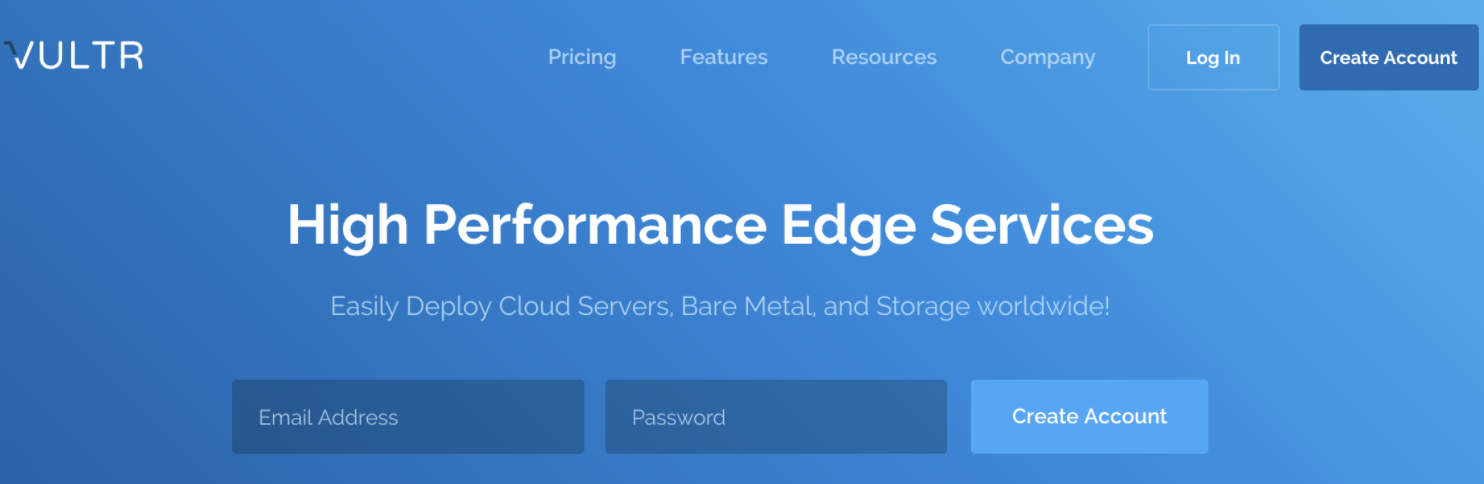 VULTR
Pricing Features Resources Company Log In Create Account
High Performance Edge Services
Easily Deploy Cloud Servers, Bare Metal, and Storage worldwide!
Email Address Password Create Account